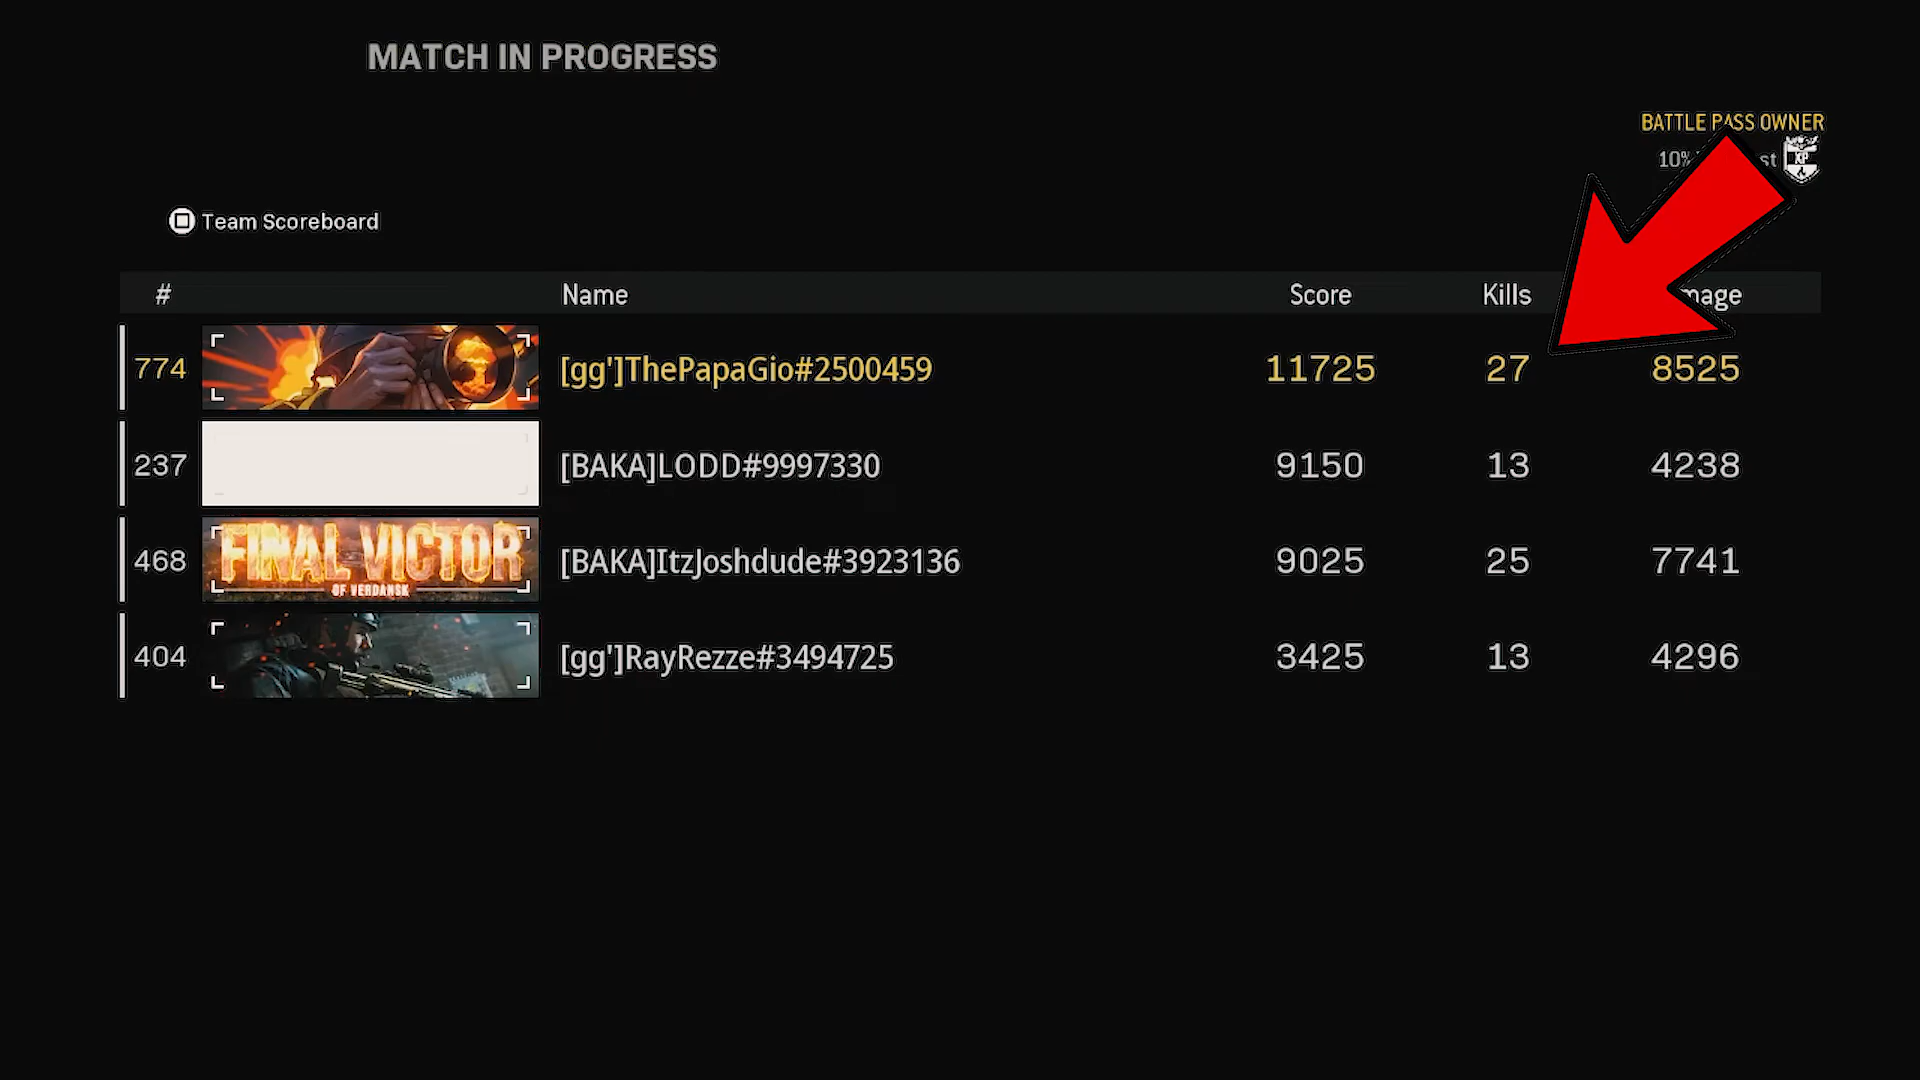 MATCH IN PROGRESS
BATTLE PASS OWNER
10%
XP
Team Scoreboard
# Name Score Kills
774 [gg']ThePapaGio#2500459 11725 27 8525
237 [BAKA]LODD#9997330 9150 13 4238
FINAL VICTOR
OF VERDANSK
468 [BAKA]ItzJoshdude#3923136 9025 25 7741
404 [gg']RayRezze#3494725 3425 13 4296